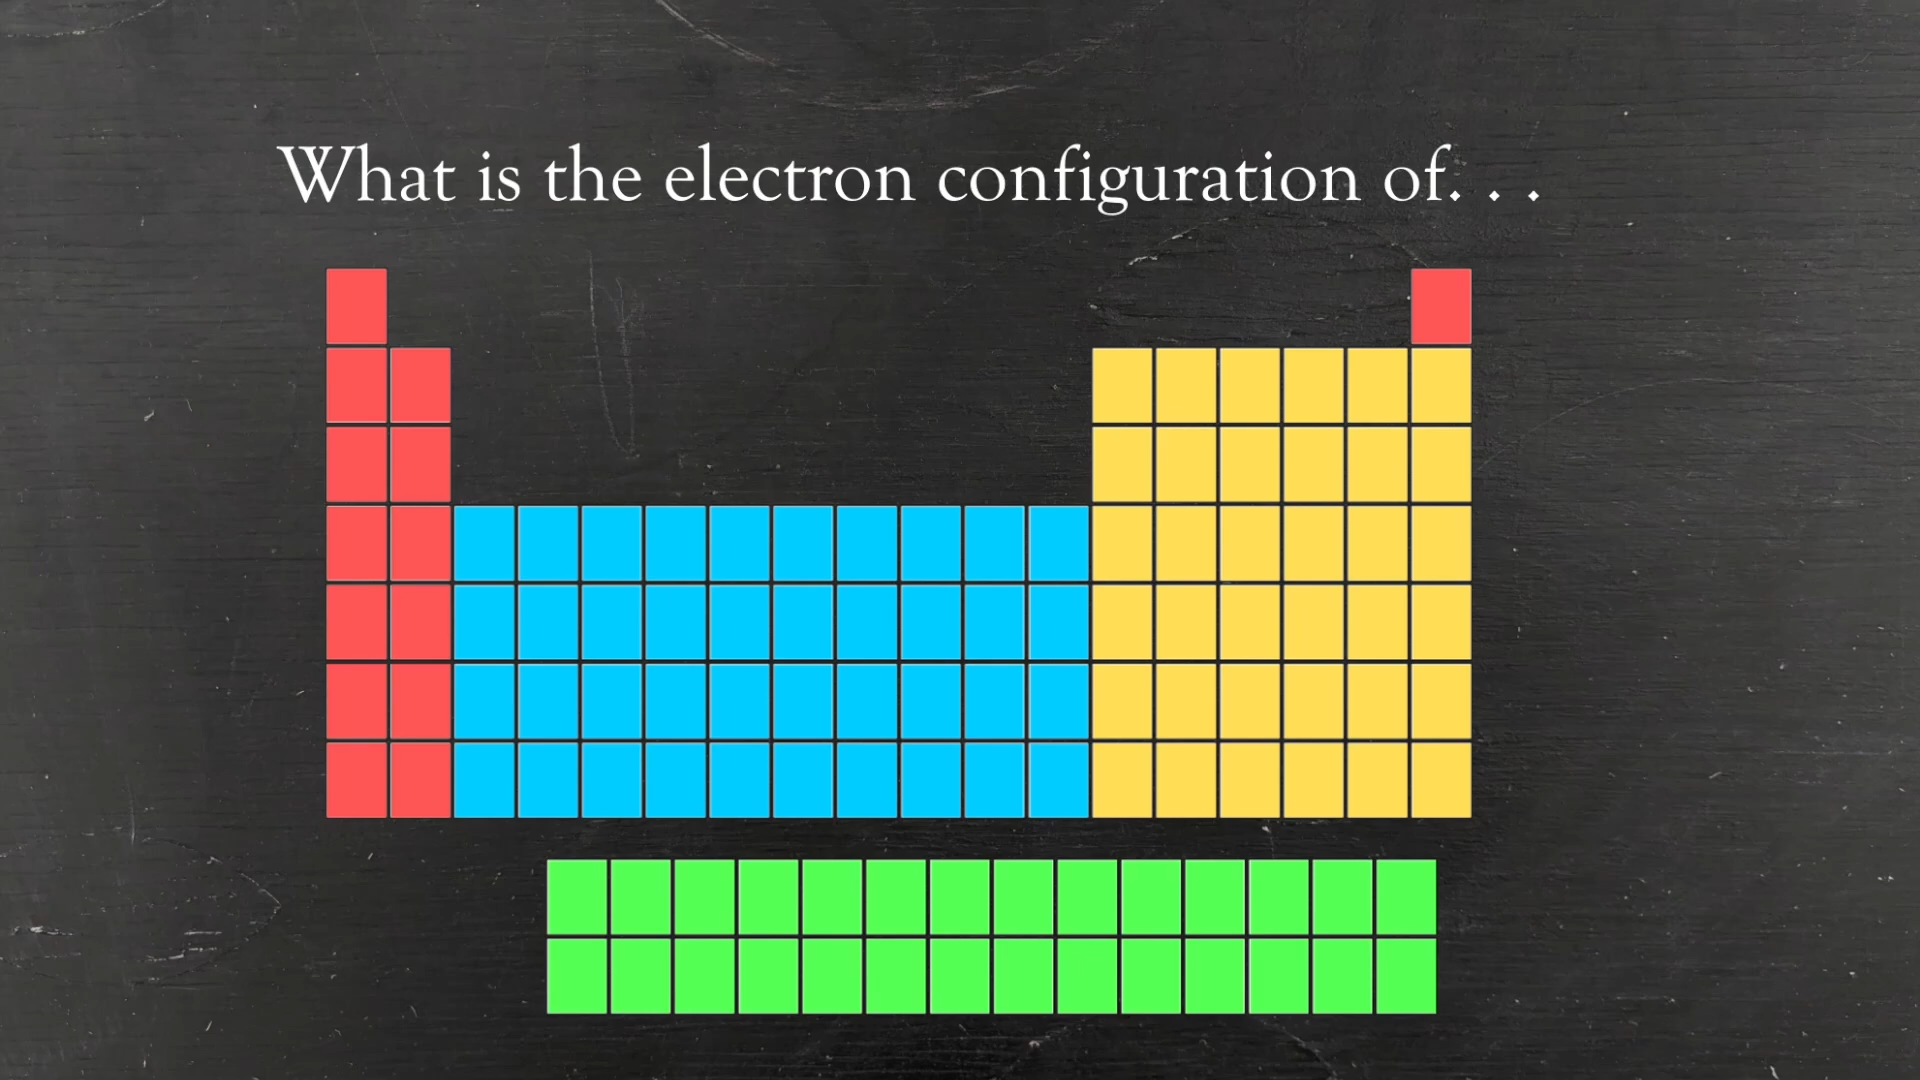 What is the electron configuration of. . .